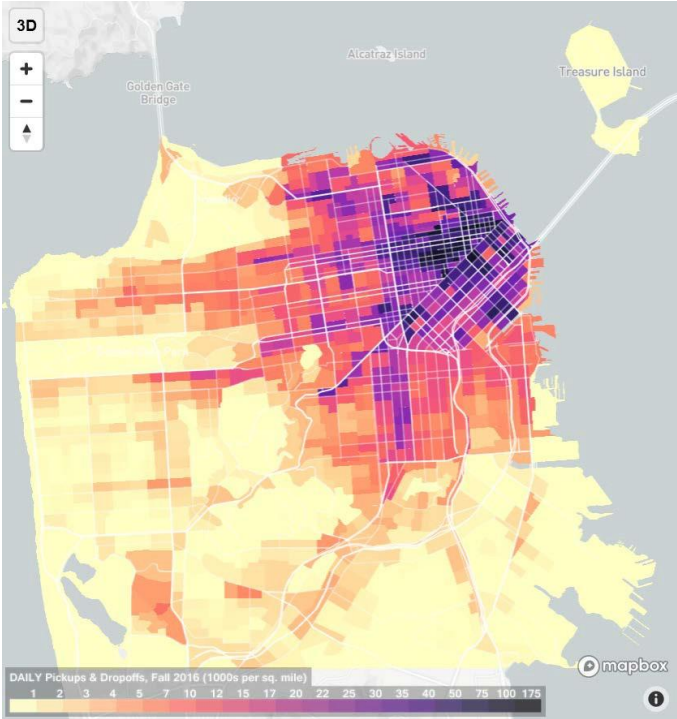 3D
Alcatraz Island
Treasure Island
Golden Gate
Bridge
+
−
DAILY Pickups & Dropoffs, Fall 2016 (1000s per sq. mile)
1 2 3 4 5 7 10 12 15 17 20 22 25 30 35 40 50 75 100 175
mapbox
i